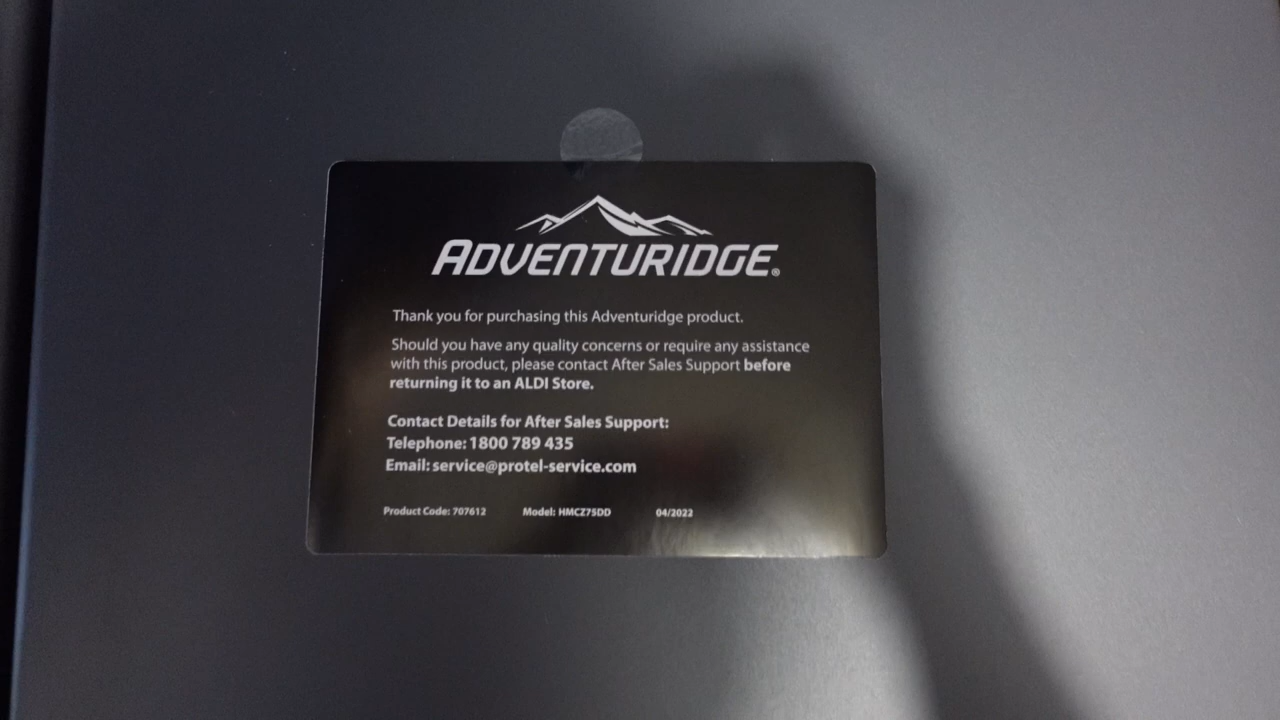 ADVENTURIDGE®
Thank you for purchasing this Adventuridge product.
Should you have any quality concerns or require any assistance
with this product, please contact After Sales Support before
returning it to an ALDI Store.
Contact Details for After Sales Support:
Telephone: 1800 789 435
Email: service@protel-service.com
Product Code: 707612 Model: HMCZ75DD 04/2022